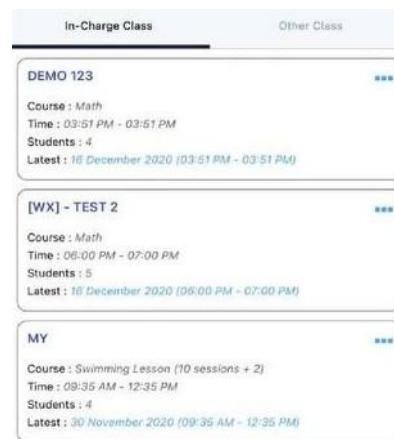 In-Charge Class Other Class
DEMO 123
Course : Math
Time : 03:51 PM - 03:51 PM
Students : 4
Latest : 16 December 2020 (03:51 PM - 03:51 PM)
[WX] - TEST 2
Course : Math
Time : 06:00 PM - 07:00 PM
Students : 5
Latest : 16 December 2020 (06:00 PM - 07:00 PM)
MY
Course : Swimming Lesson (10 sessions + 2)
Time : 09:35 AM - 12:35 PM
Students : 4
Latest : 30 November 2020 (09:35 AM - 12:35 PM)